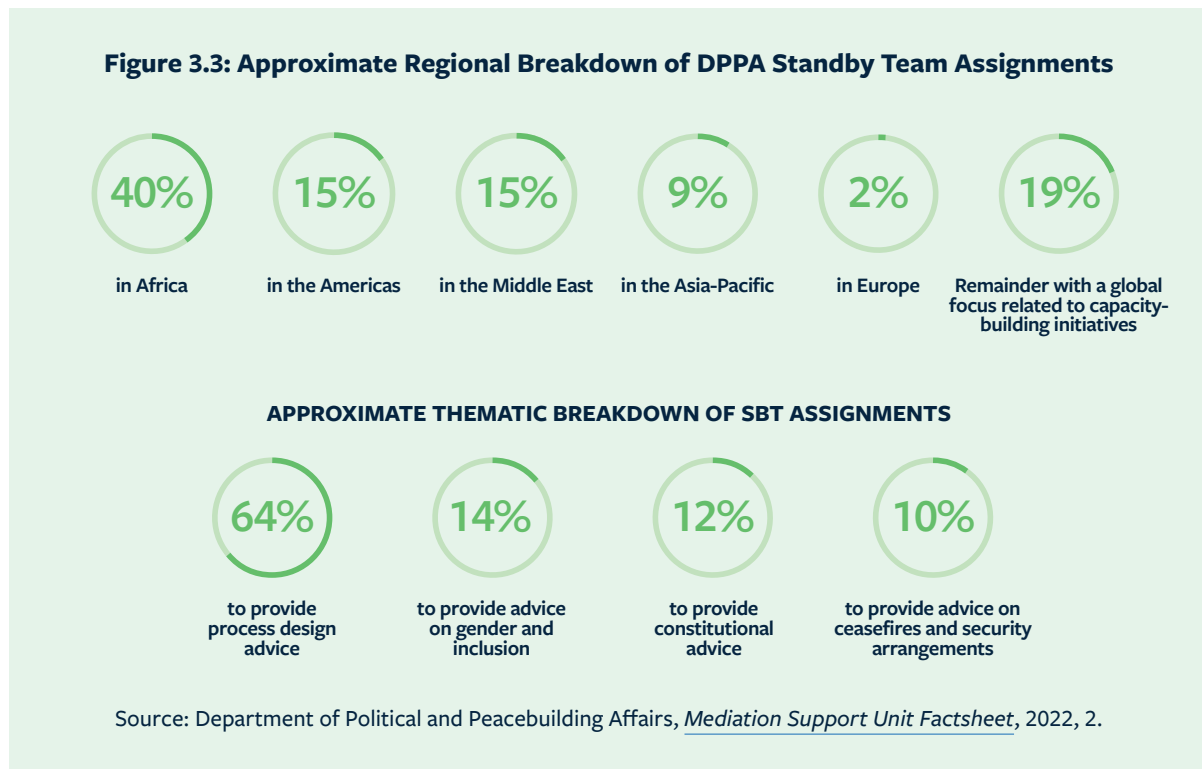 Figure 3.3: Approximate Regional Breakdown of DPPA Standby Team Assignments
40%
15%
15%
9%
2%
19%
in Africa
in the Americas
in the Middle East
in the Asia-Pacific
in Europe
Remainder with a global
focus related to capacity-
building initiatives
APPROXIMATE THEMATIC BREAKDOWN OF SBT ASSIGNMENTS
64%
14%
12%
10%
to provide
process design
advice
to provide advice
on gender and
inclusion
to provide
constitutional
advice
to provide advice on
ceasefires and security
arrangements
Source: Department of Political and Peacebuilding Affairs, Mediation Support Unit Factsheet, 2022, 2.